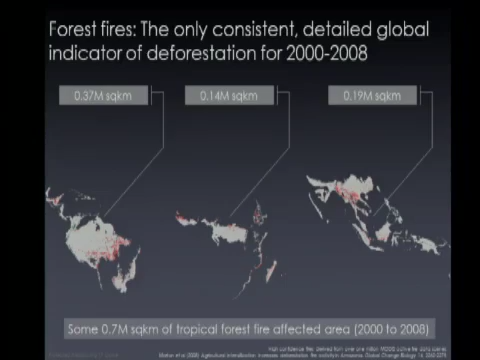 Forest fires: The only consistent, detailed global
indicator of deforestation for 2000-2008
0.37M sqkm
0.14M sqkm
0.19M sqkm
Some 0.7M sqkm of tropical forest fire affected area (2000 to 2008)